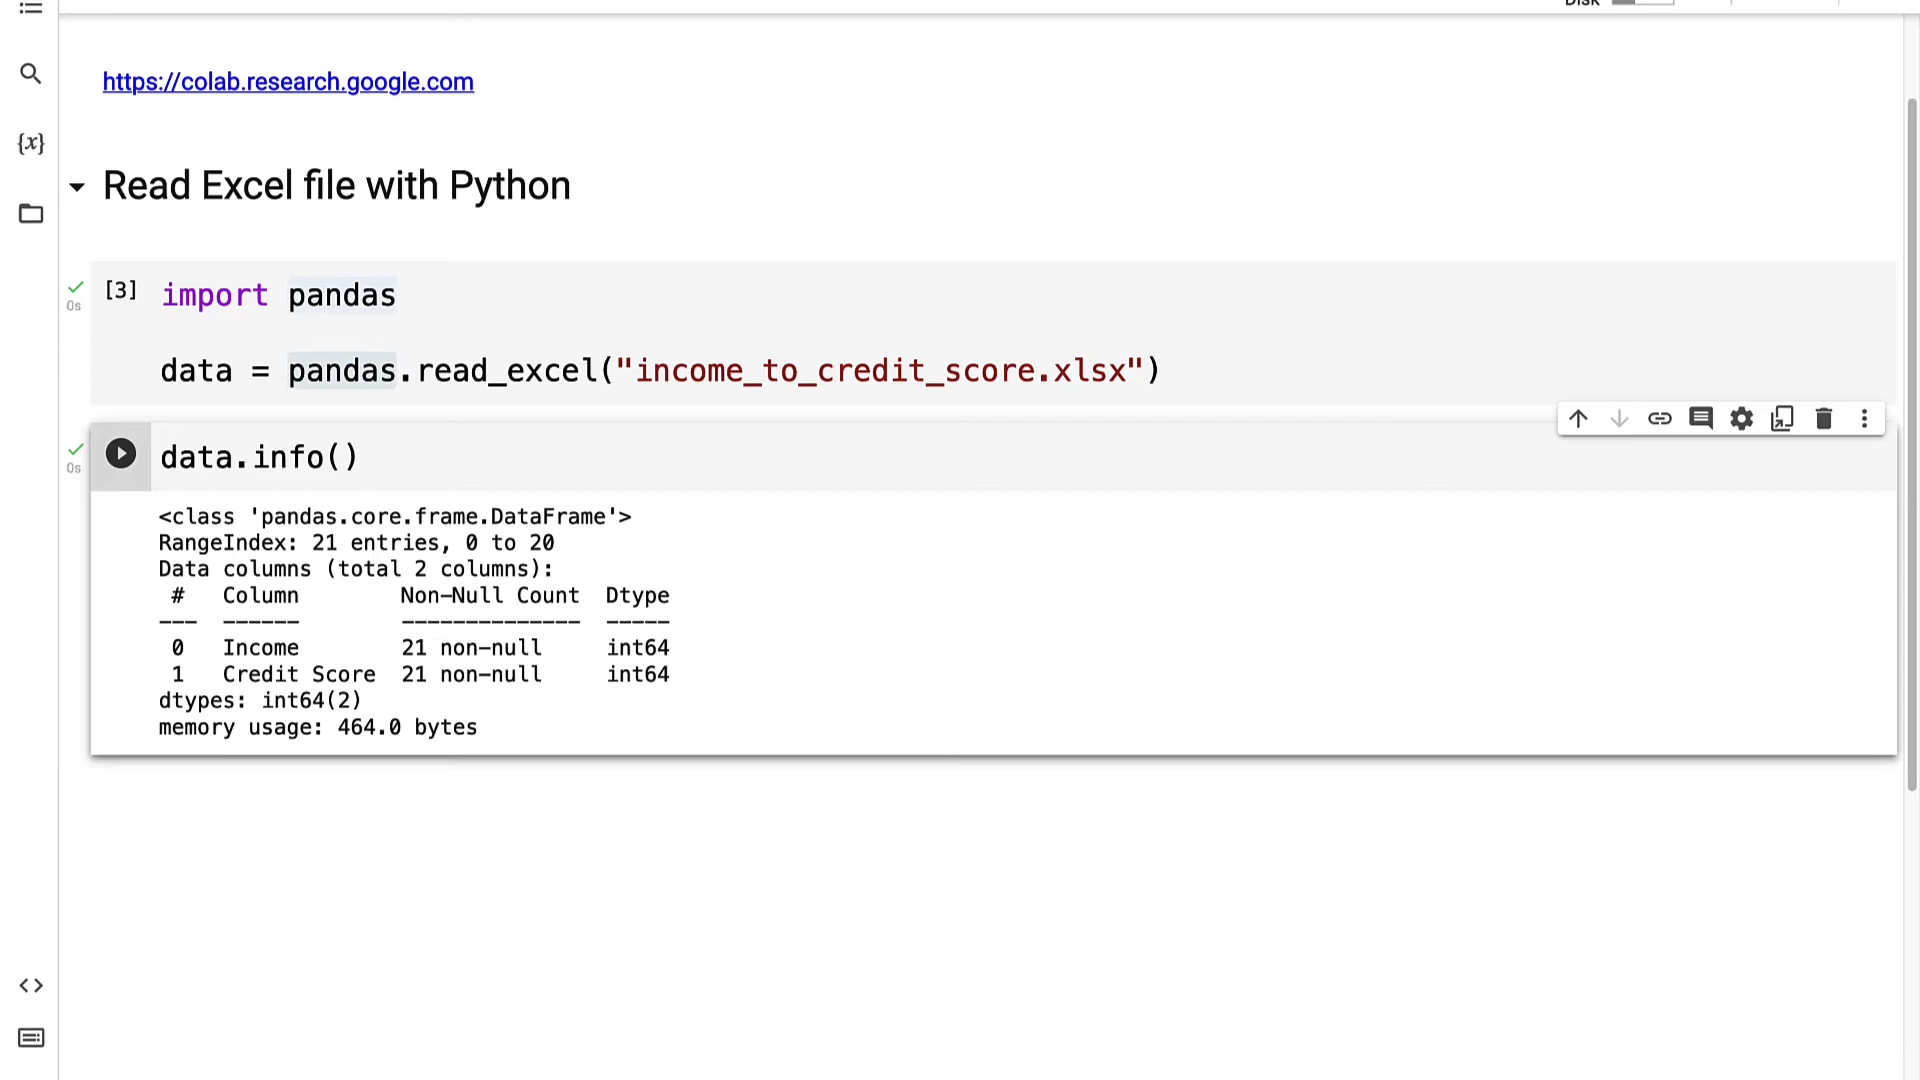 Disk
https://colab.research.google.com
{x}
Read Excel file with Python
0s
[3] import pandas
data = pandas.read_excel("income_to_credit_score.xlsx")
0s
data.info()
<class 'pandas.core.frame.DataFrame'>
RangeIndex: 21 entries, 0 to 20
Data columns (total 2 columns):
 #   Column        Non-Null Count  Dtype
---  ------        --------------  -----
 0   Income        21 non-null     int64
 1   Credit Score  21 non-null     int64
dtypes: int64(2)
memory usage: 464.0 bytes